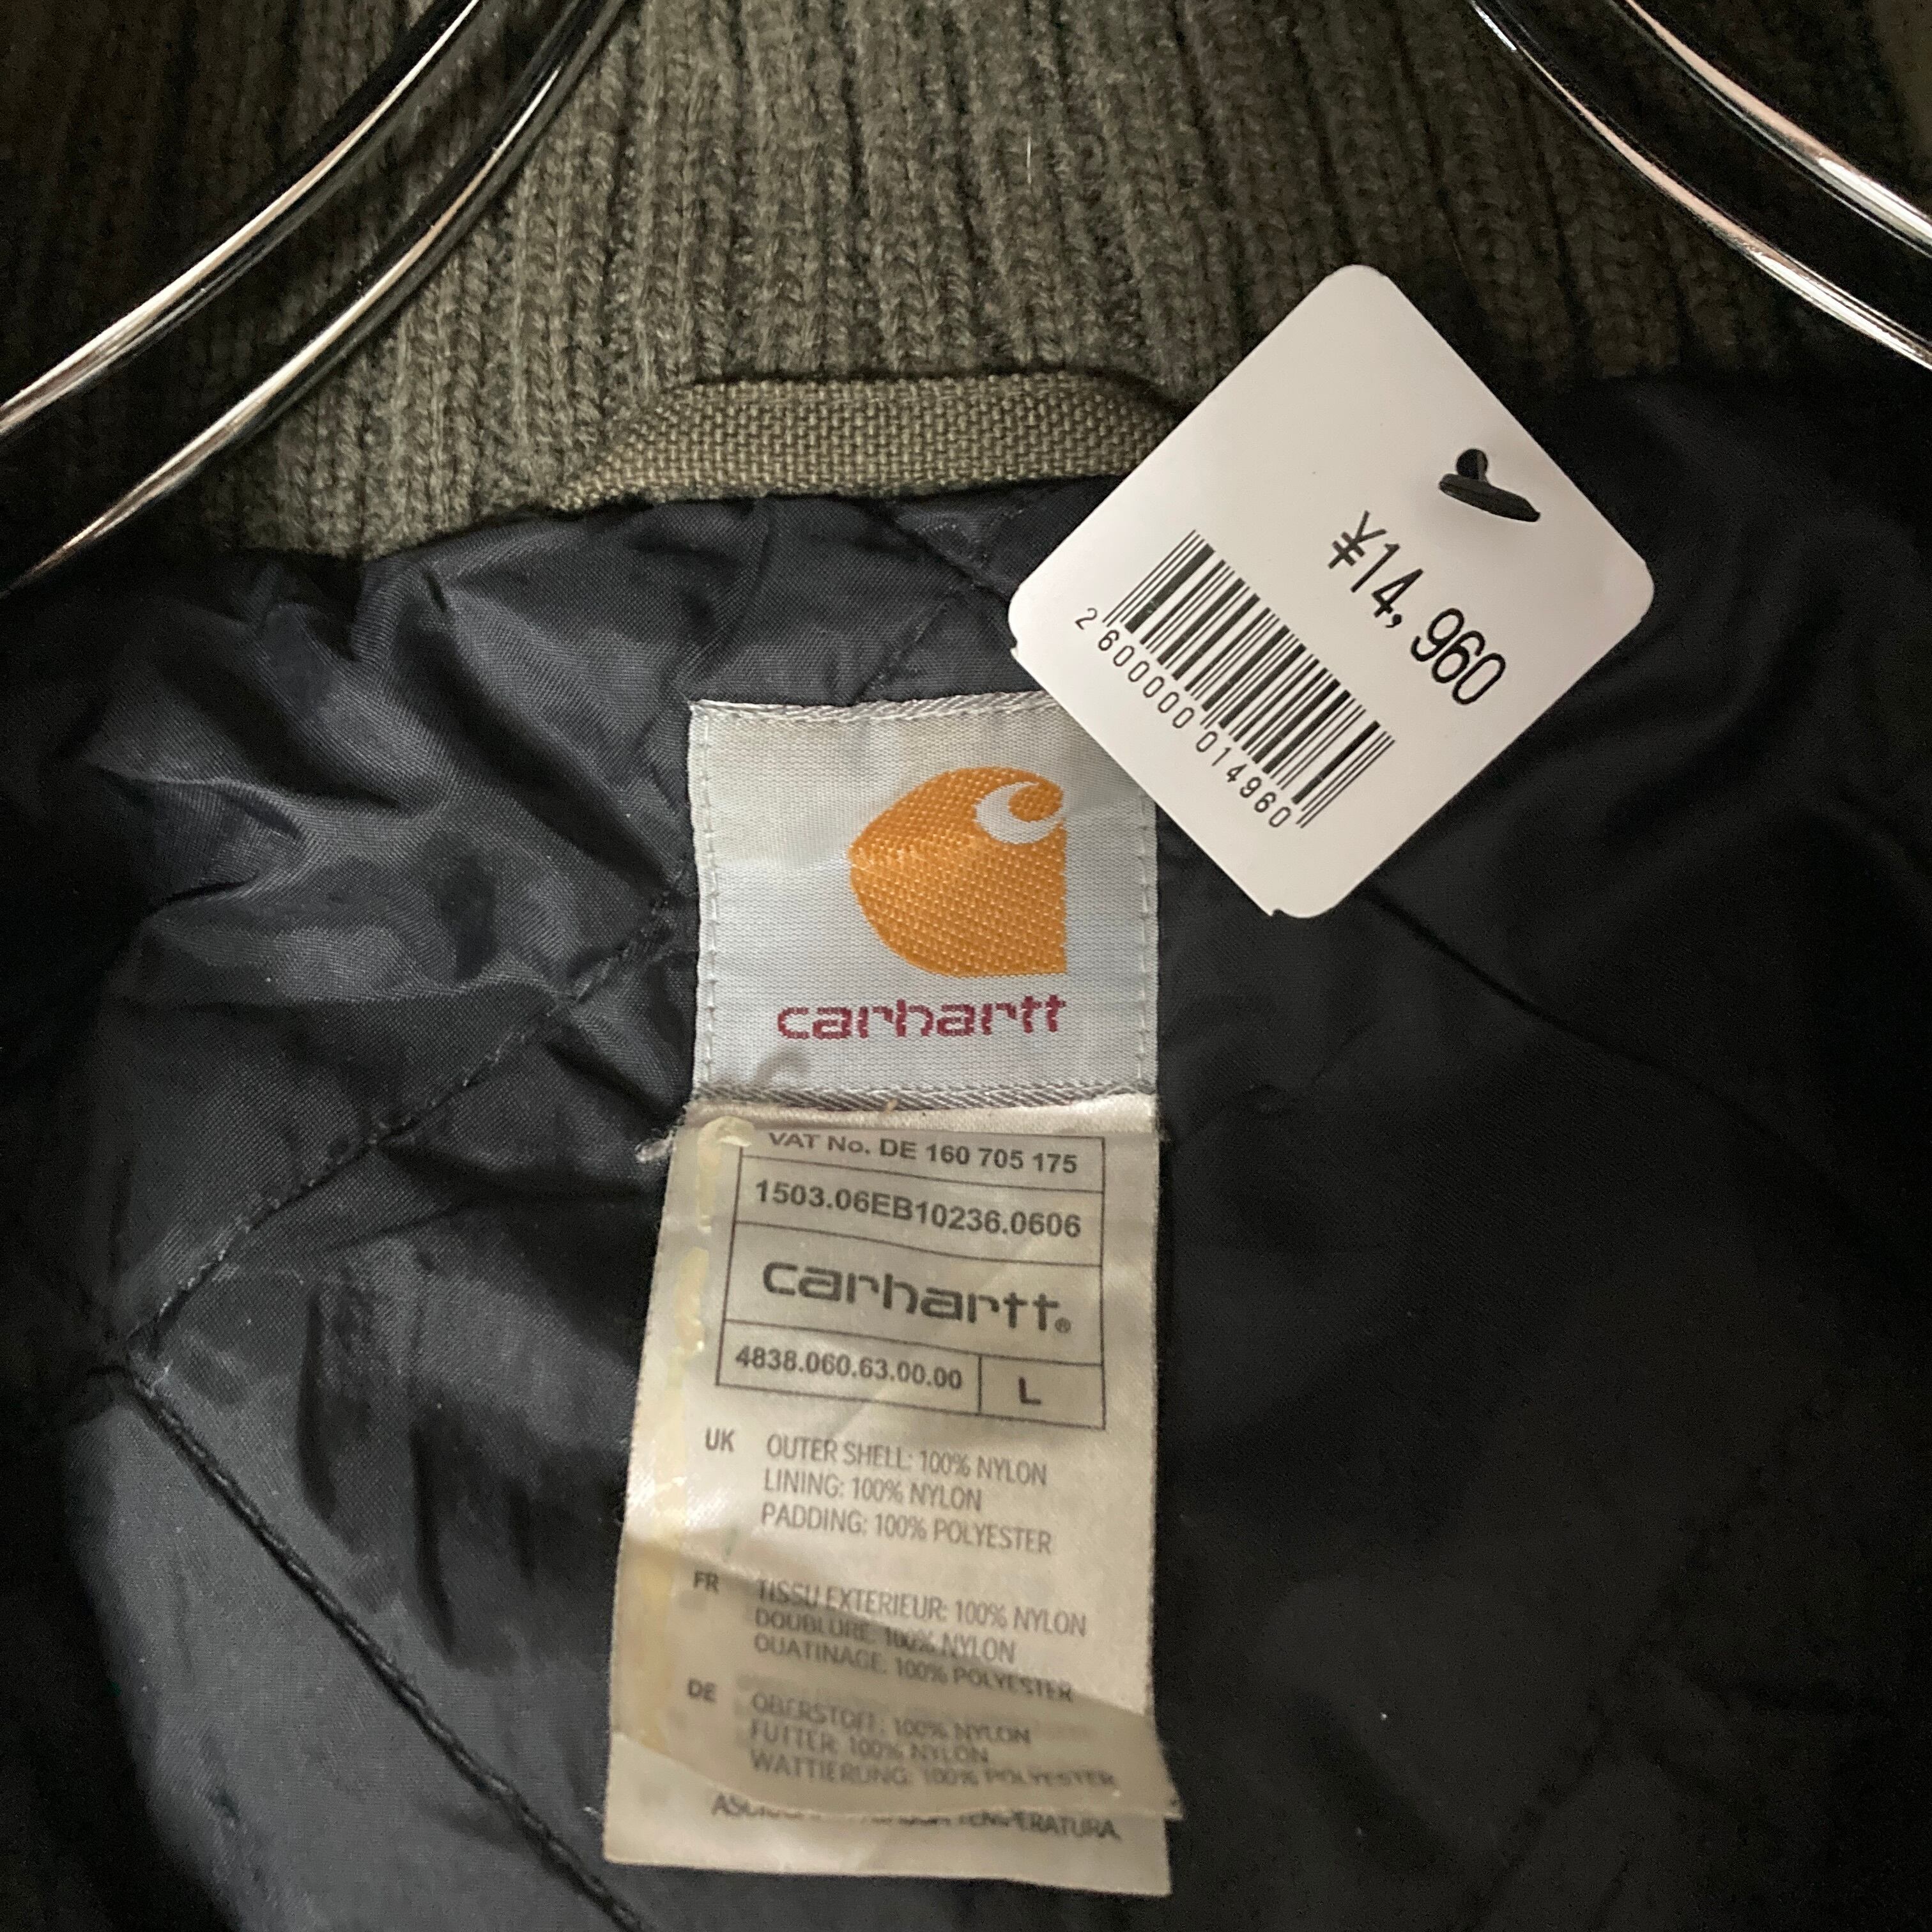 ¥14,960
2600000014960
carhartt
VAT No. DE 160 705 175
1503.06EB10236.0606
carhartt®
4838.060.63.00.00 L
UK OUTER SHELL: 100% NYLON
LINING: 100% NYLON
PADDING: 100% POLYESTER
FR TISSU EXTERIEUR: 100% NYLON
DOUBLURE: 100% NYLON
OUATINAGE: 100% POLYESTER
DE OBERSTOFF: 100% NYLON
FUTTER: 100% NYLON
WATTIERUNG: 100% POLYESTER
TEMPERATURA.